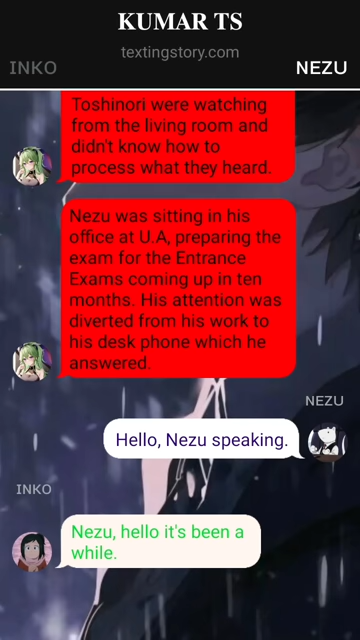 KUMAR TS
textingstory.com
INKO
NEZU
Toshinori were watching
from the living room and
didn't know how to
process what they heard.
Nezu was sitting in his
office at U.A, preparing the
exam for the Entrance
Exams coming up in ten
months. His attention was
diverted from his work to
his desk phone which he
answered.
NEZU
Hello, Nezu speaking.
INKO
Nezu, hello it's been a
while.